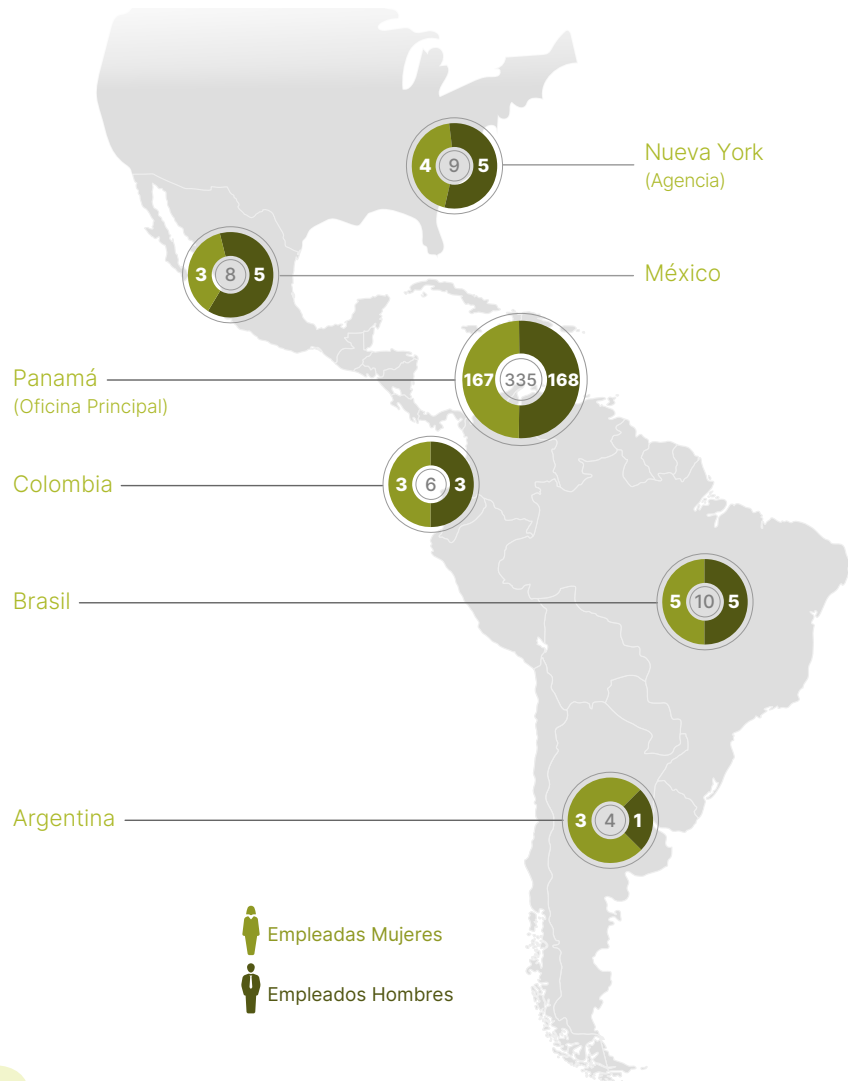 4 9 5
Nueva York
(Agencia)
3 8 5
México
Panamá
(Oficina Principal)
167 335 168
Colombia
3 6 3
Brasil
5 10 5
Argentina
3 4 1
Empleadas Mujeres
Empleados Hombres